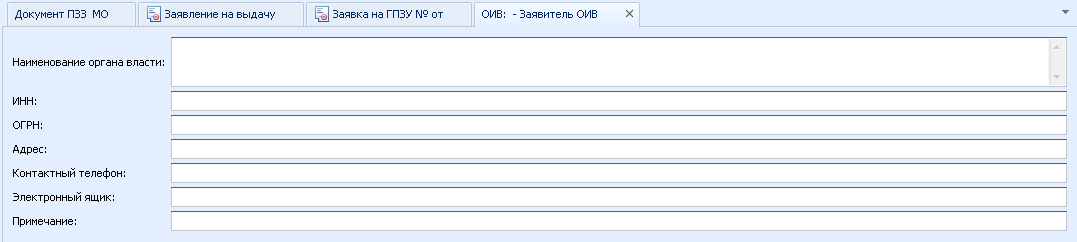 Документ ПЗЗ МО Заявление на выдачу Заявка на ГПЗУ № от ОИВ: - Заявитель ОИВ
Наименование органа власти:
ИНН:
ОГРН:
Адрес:
Контактный телефон:
Электронный ящик:
Примечание: